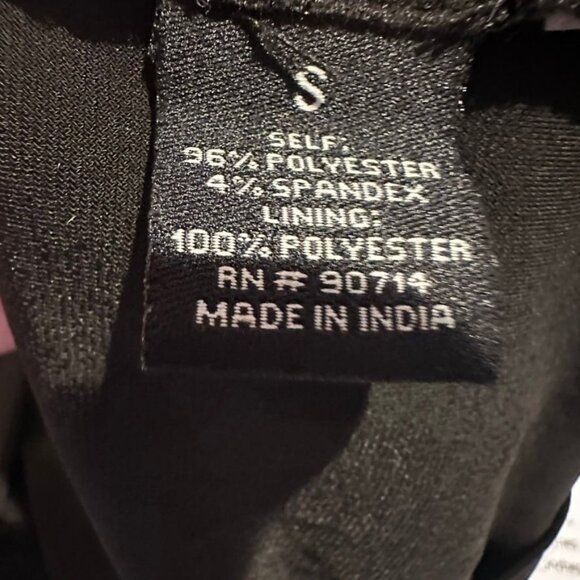 S
SELF:
96% POLYESTER
4% SPANDEX
LINING:
100% POLYESTER
RN # 90714
MADE IN INDIA